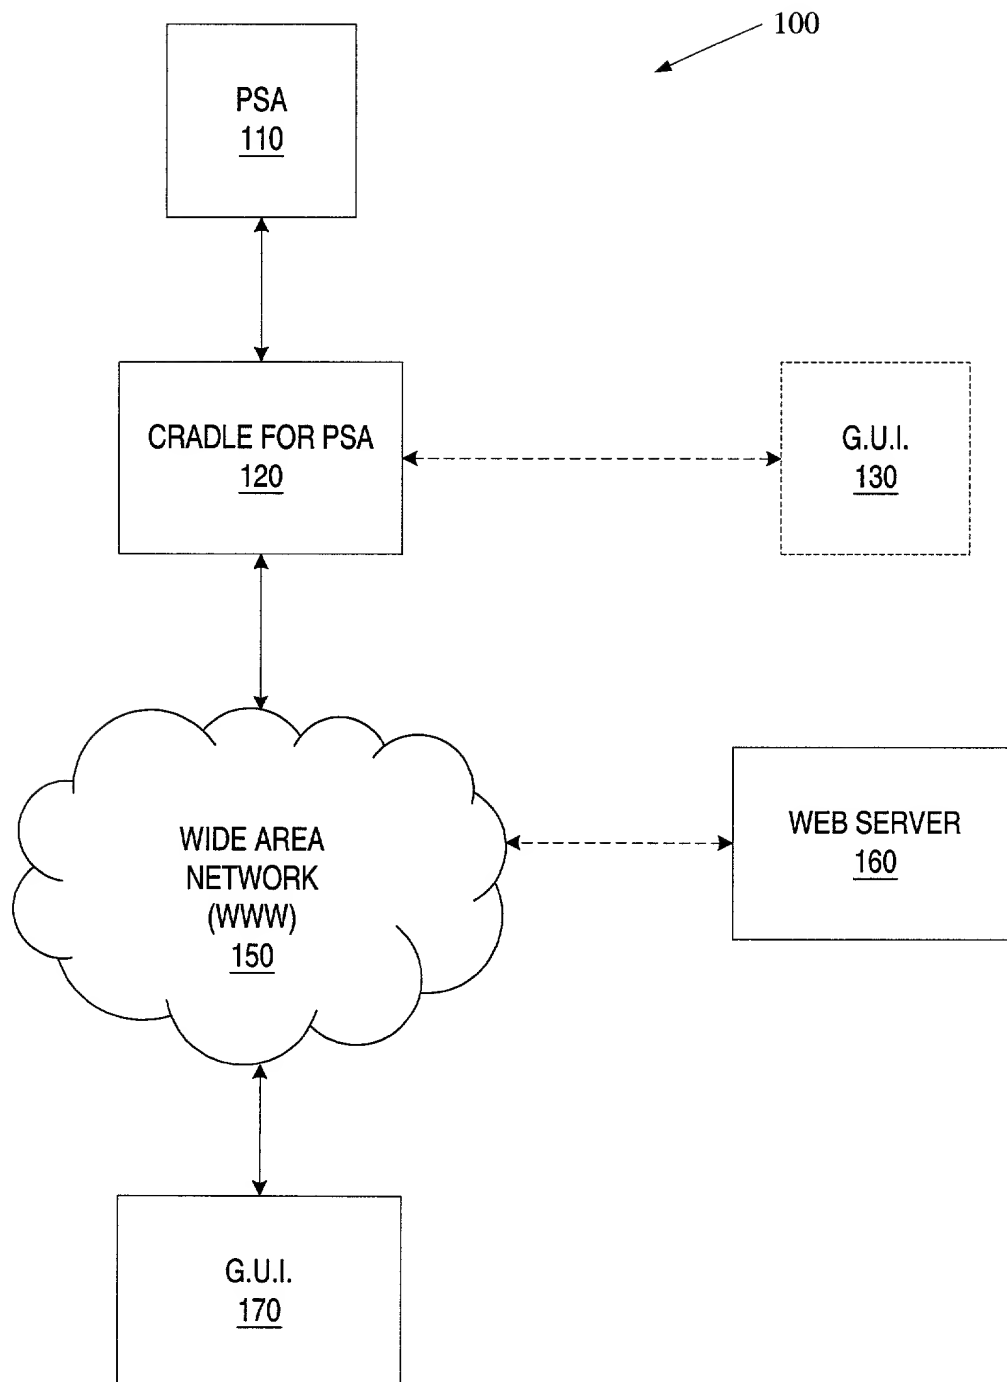 100
PSA
110
CRADLE FOR PSA
120
G.U.I.
130
WIDE AREA
NETWORK
(WWW)
150
WEB SERVER
160
G.U.I.
170